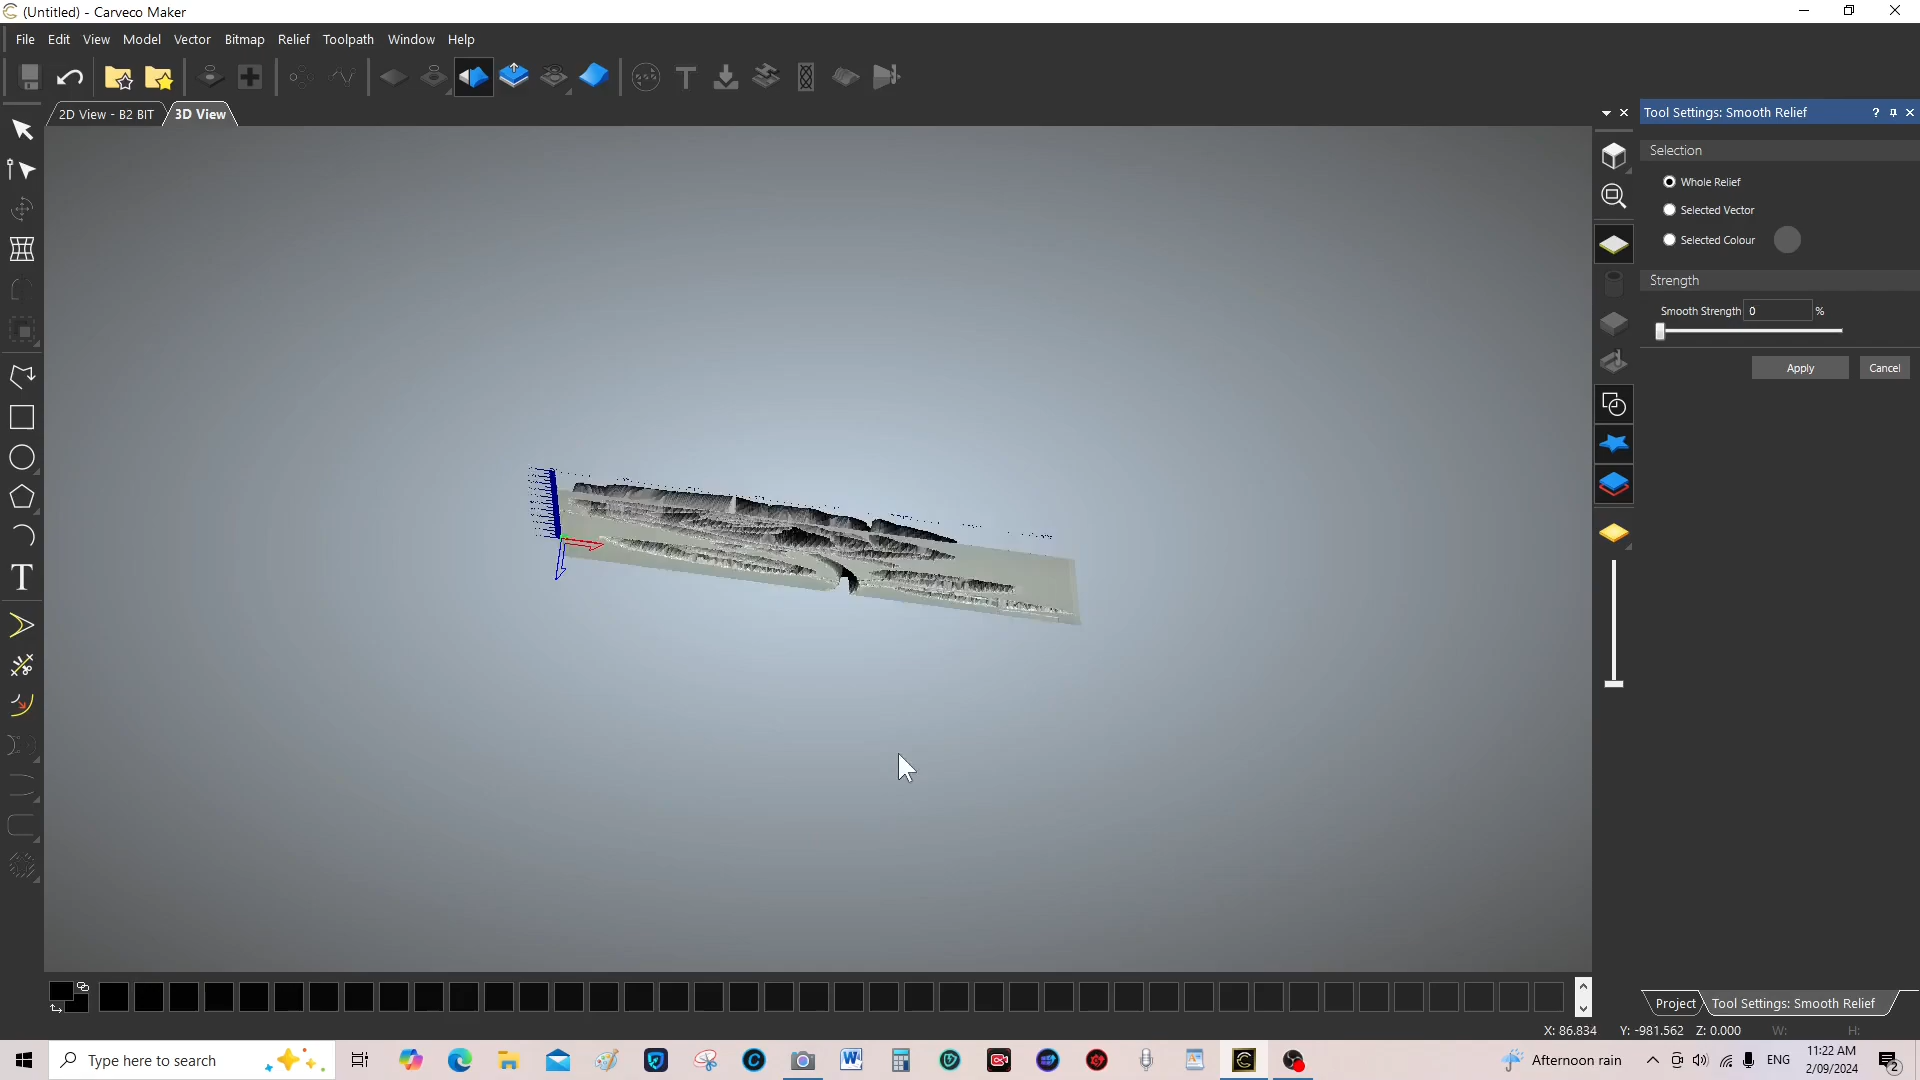 (Untitled) - Carveco Maker
File Edit View Model Vector Bitmap Relief Toolpath Window Help
2D View - B2 BIT 3D View
Tool Settings: Smooth Relief
Selection
Whole Relief
Selected Vector
Selected Colour
Strength
Smooth Strength 0 %
Apply Cancel
Project Tool Settings: Smooth Relief
X: 86.834 Y: -981.562 Z: 0.000 W: H:
Type here to search
Afternoon rain
ENG
11:22 AM
2/09/2024
2